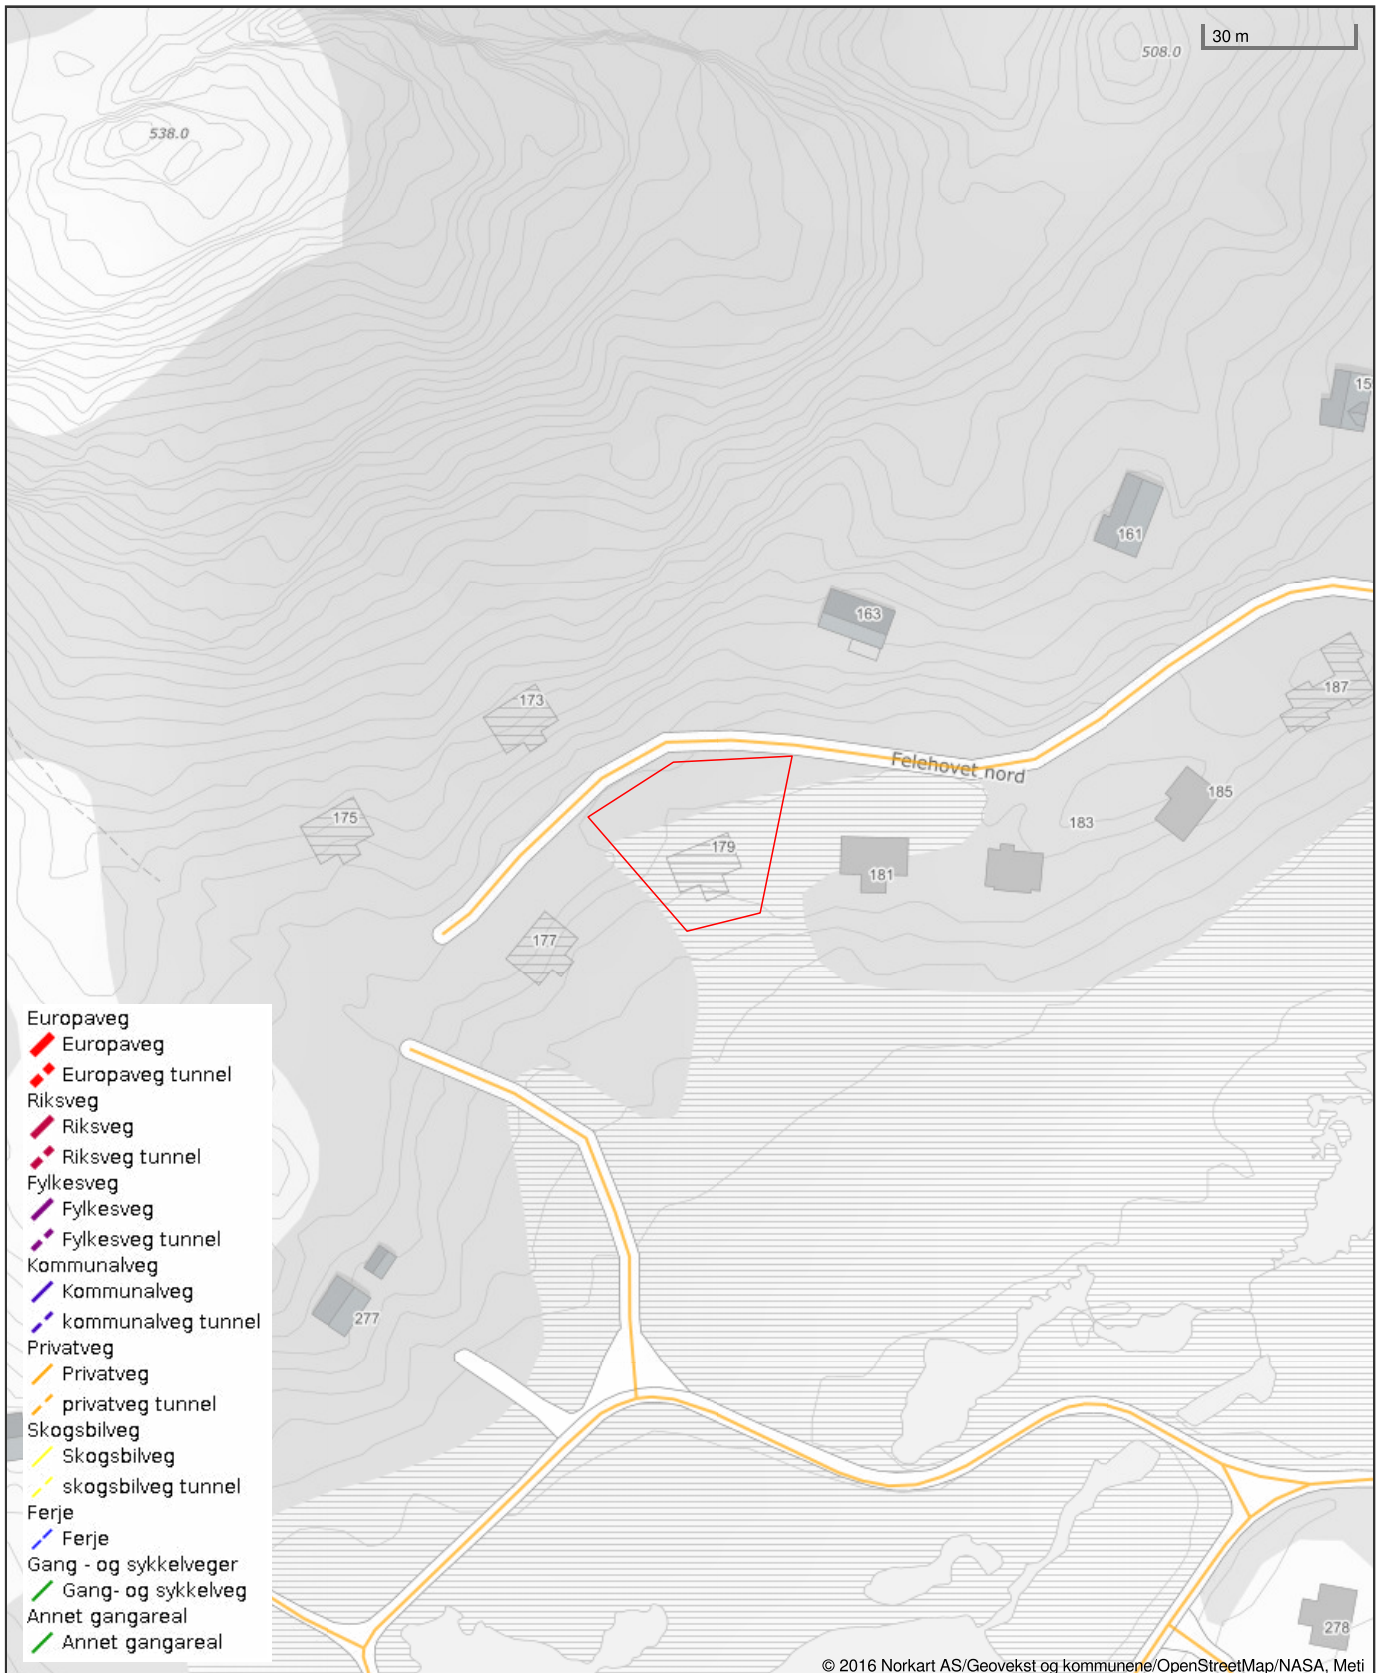 30 m
508.0
538.0
15
161
163
187
173
Felehovet nord
185
175
183
179
181
177
Europaveg
Europaveg
Europaveg tunnel
Riksveg
Riksveg
Riksveg tunnel
Fylkesveg
Fylkesveg
Fylkesveg tunnel
Kommunalveg
Kommunalveg
kommunalveg tunnel
Privatveg
Privatveg
privatveg tunnel
Skogsbilveg
Skogsbilveg
skogsbilveg tunnel
Ferje
Ferje
Gang - og sykkelveger
Gang- og sykkelveg
Annet gangareal
Annet gangareal
277
278
© 2016 Norkart AS/Geovekst og kommunene/OpenStreetMap/NASA, Meti